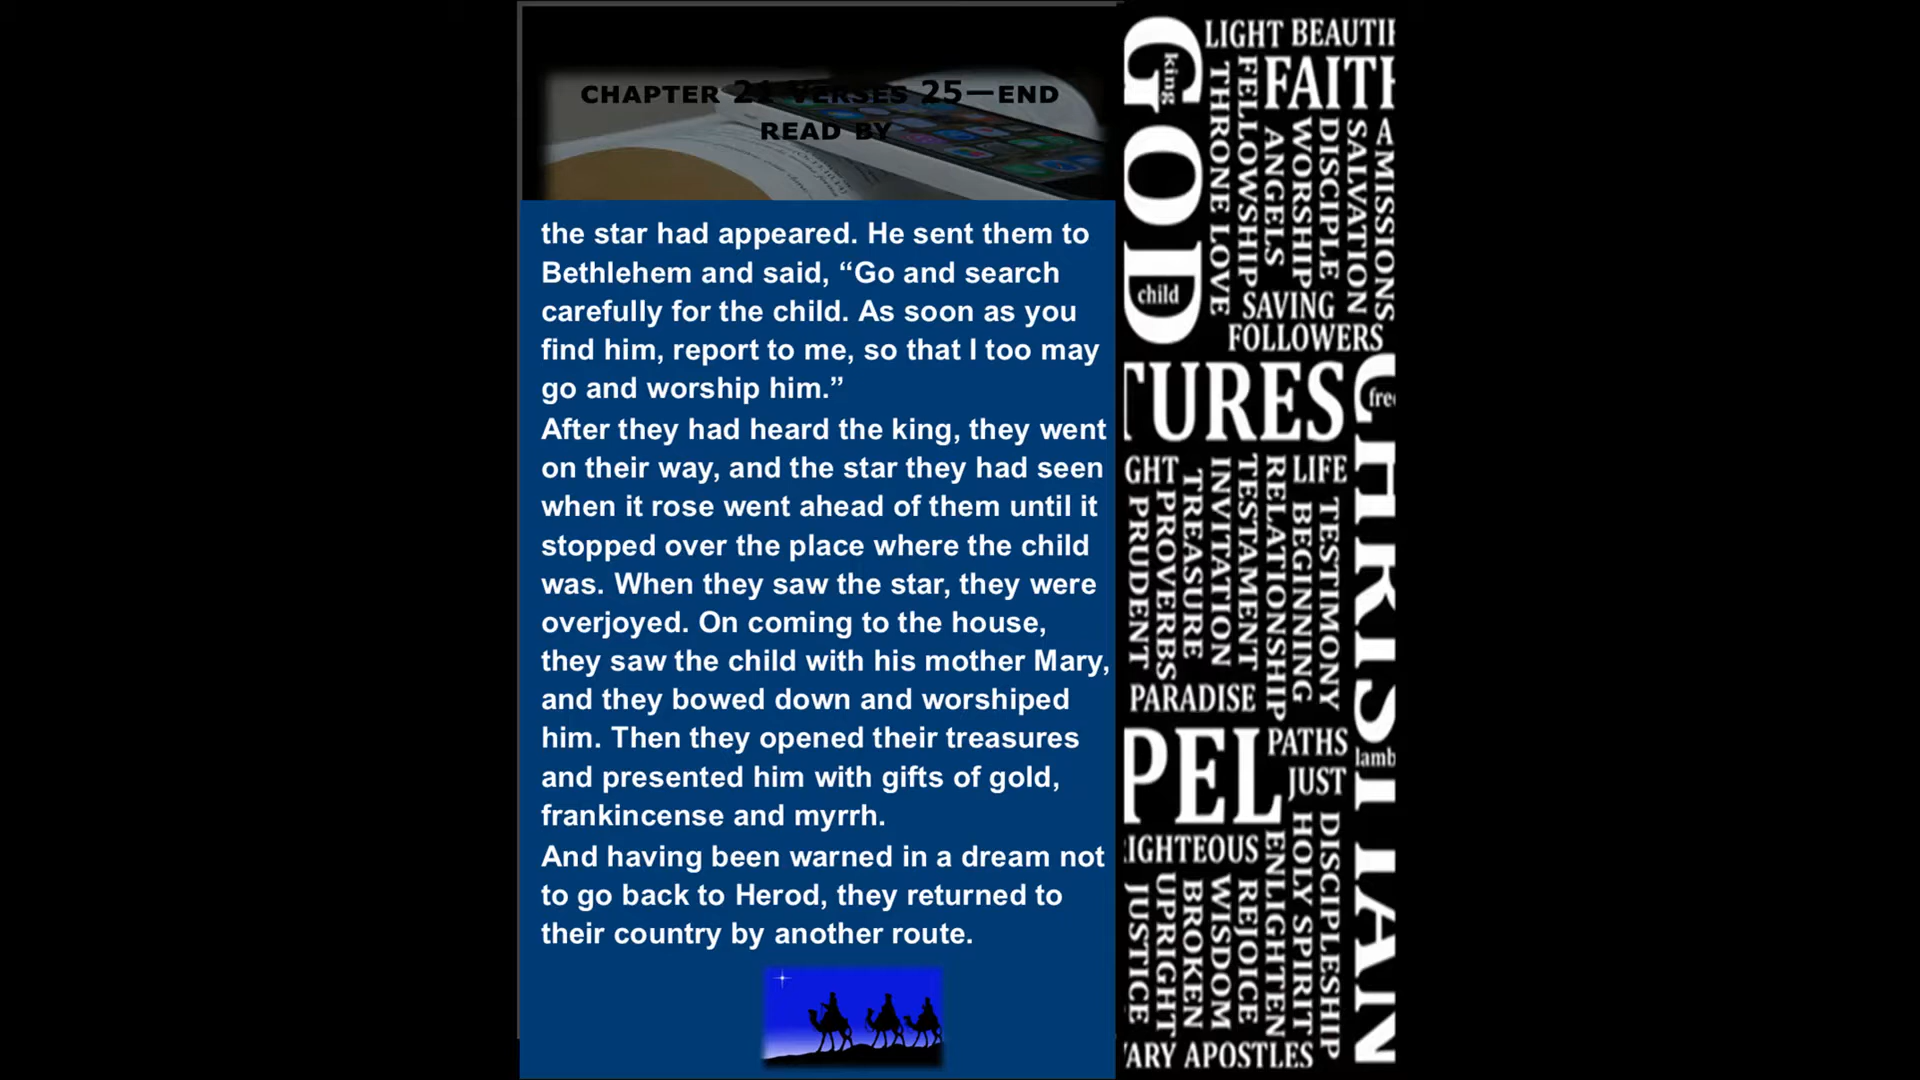 CHAPTER 21 VERSES 25—END
READ BY
the star had appeared. He sent them to
Bethlehem and said, “Go and search
carefully for the child. As soon as you
find him, report to me, so that I too may
go and worship him.”
After they had heard the king, they went
on their way, and the star they had seen
when it rose went ahead of them until it
stopped over the place where the child
was. When they saw the star, they were
overjoyed. On coming to the house,
they saw the child with his mother Mary,
and they bowed down and worshiped
him. Then they opened their treasures
and presented him with gifts of gold,
frankincense and myrrh.
And having been warned in a dream not
to go back to Herod, they returned to
their country by another route.
LIGHT BEAUTIF
GOD
king
child
FAITH
THRONE LOVE
FELLOWSHIP
ANGELS
WORSHIP
DISCIPLE
SALVATION
AMISSIONS
SAVING
FOLLOWERS
TURES
free
CHRISTIAN
GHT
LIFE
PRUDENT
PROVERBS
TREASURE
INVITATION
TESTAMENT
RELATIONSHIP
BEGINNING
TESTIMONY
PARADISE
PEL
PATHS
JUST
lamb
IGHTEOUS
JUSTICE
UPRIGHT
BROKEN
WISDOM
REJOICE
ENLIGHTEN
HOLY SPIRIT
DISCIPLESHIP
VARY APOSTLES